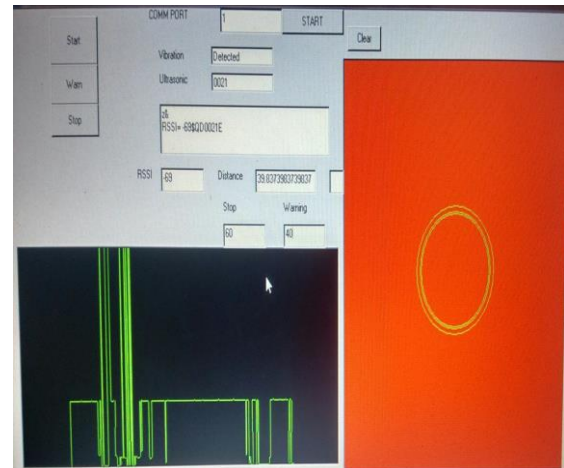 COMM PORT 1 START
Start
Clear
Vibration Detected
Warn
Ultrasonic 0021
Stop
RSSI= -69$QD0021E
RSSI -69 Distance 39.8373983739837
Stop Warning
60 40